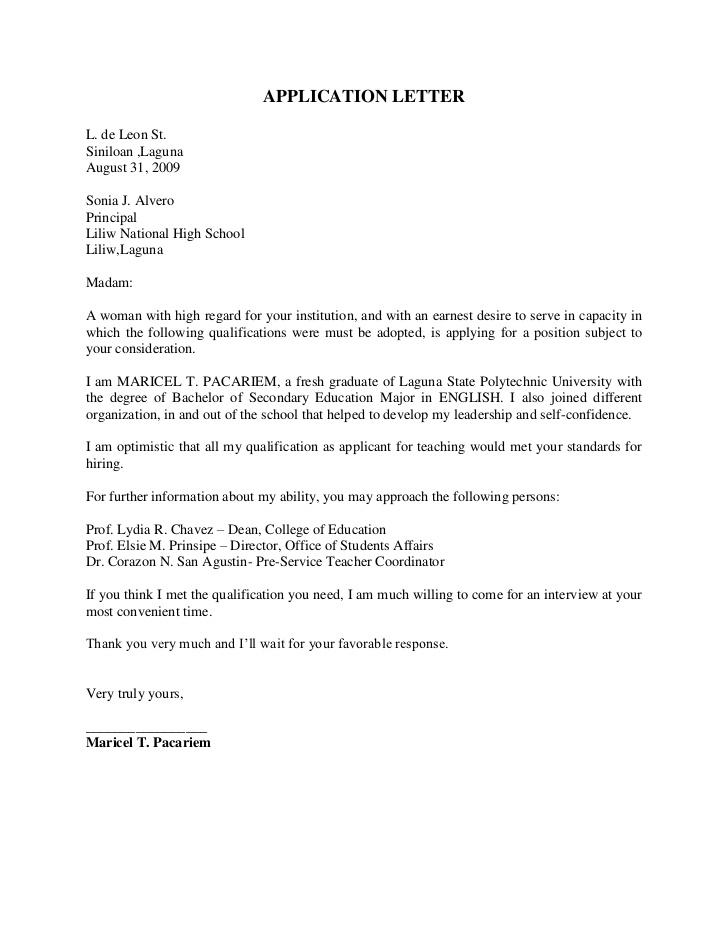 APPLICATION LETTER
L. de Leon St.
Siniloan ,Laguna
August 31, 2009
Sonia J. Alvero
Principal
Liliw National High School
Liliw,Laguna
Madam:
A woman with high regard for your institution, and with an earnest desire to serve in capacity in
which the following qualifications were must be adopted, is applying for a position subject to
your consideration.
I am MARICEL T. PACARIEM, a fresh graduate of Laguna State Polytechnic University with
the degree of Bachelor of Secondary Education Major in ENGLISH. I also joined different
organization, in and out of the school that helped to develop my leadership and self-confidence.
I am optimistic that all my qualification as applicant for teaching would met your standards for
hiring.
For further information about my ability, you may approach the following persons:
Prof. Lydia R. Chavez – Dean, College of Education
Prof. Elsie M. Prinsipe – Director, Office of Students Affairs
Dr. Corazon N. San Agustin- Pre-Service Teacher Coordinator
If you think I met the qualification you need, I am much willing to come for an interview at your
most convenient time.
Thank you very much and I’ll wait for your favorable response.
Very truly yours,
_________________
Maricel T. Pacariem